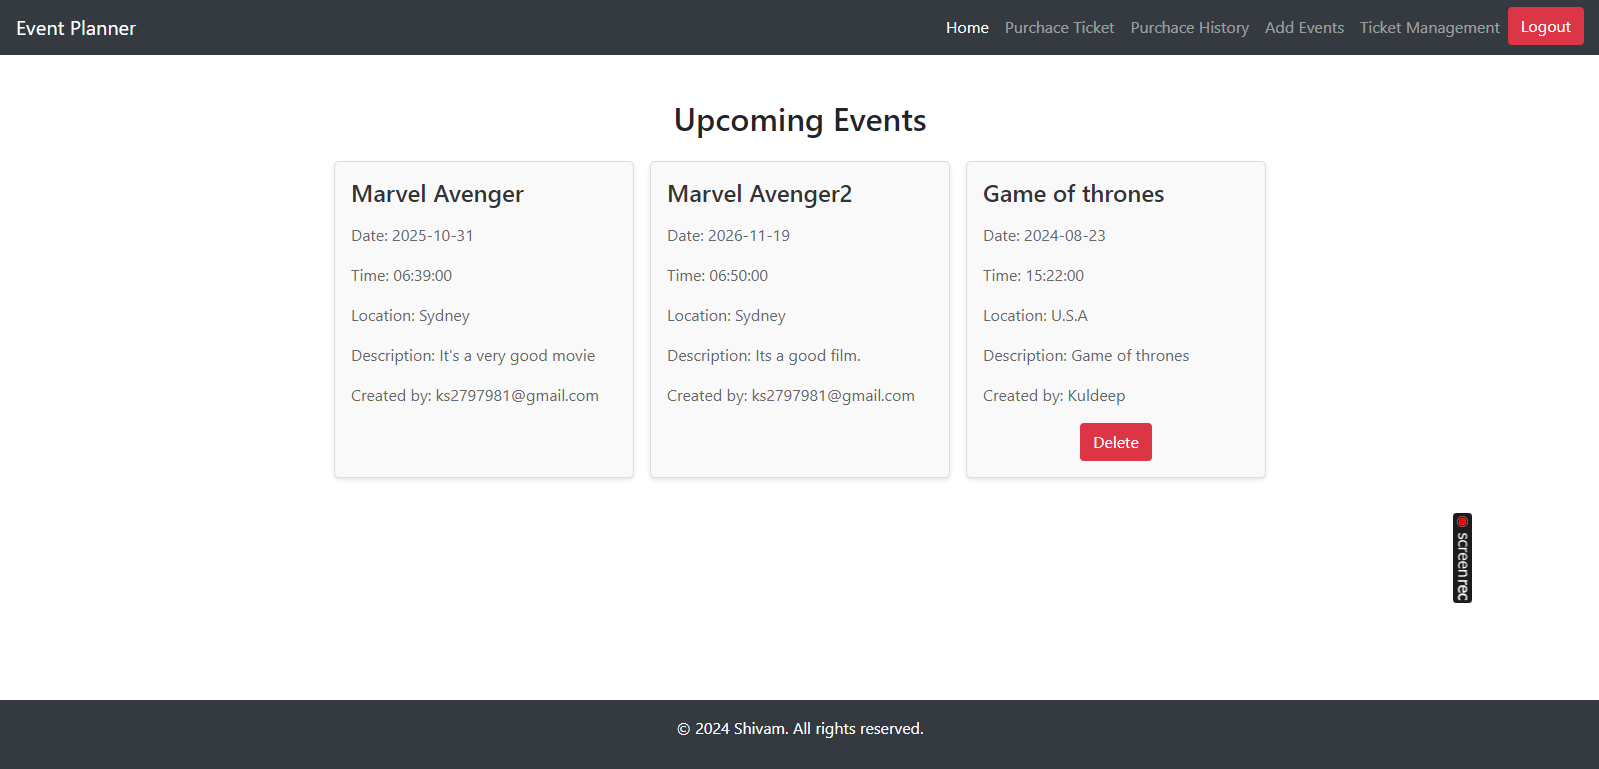 Event Planner
Home Purchace Ticket Purchace History Add Events Ticket Management Logout
Upcoming Events
Marvel Avenger
Date: 2025-10-31
Time: 06:39:00
Location: Sydney
Description: It's a very good movie
Created by: ks2797981@gmail.com
Marvel Avenger2
Date: 2026-11-19
Time: 06:50:00
Location: Sydney
Description: Its a good film.
Created by: ks2797981@gmail.com
Game of thrones
Date: 2024-08-23
Time: 15:22:00
Location: U.S.A
Description: Game of thrones
Created by: Kuldeep
Delete
screenrec
© 2024 Shivam. All rights reserved.